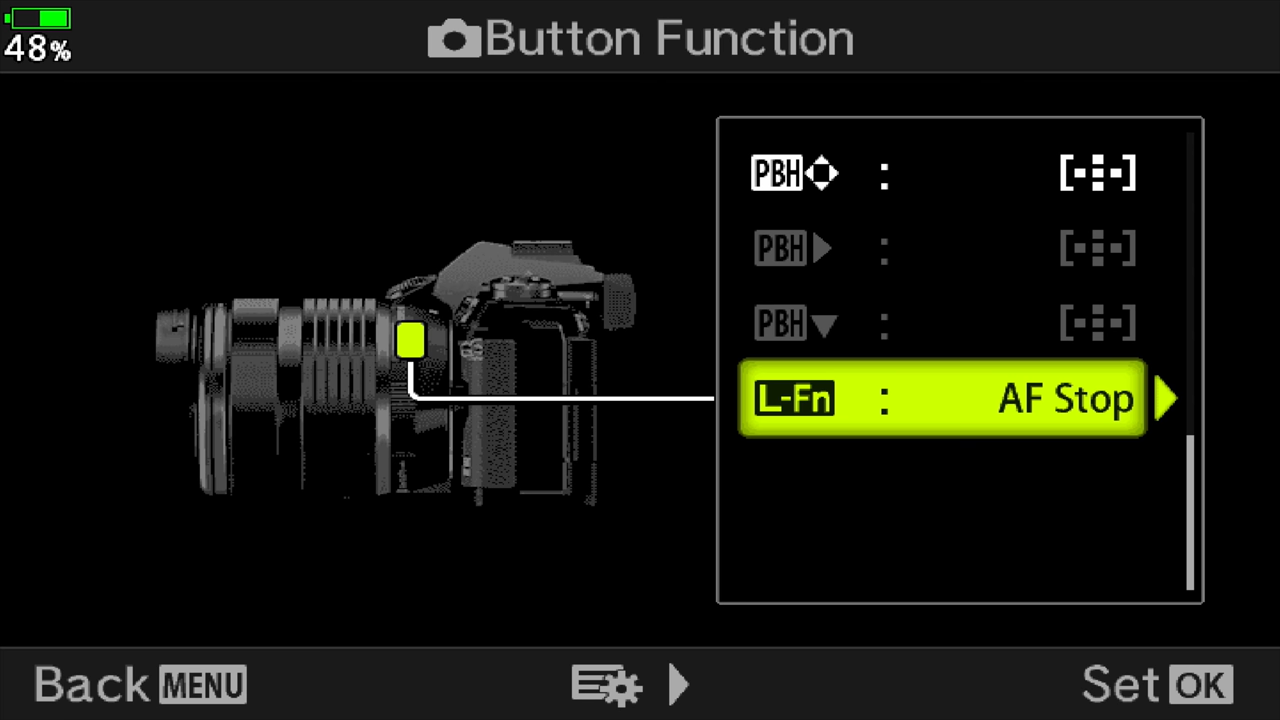 48%
Button Function
PBH :
PBH :
PBH :
L-Fn : AF Stop
Back MENU
Set OK